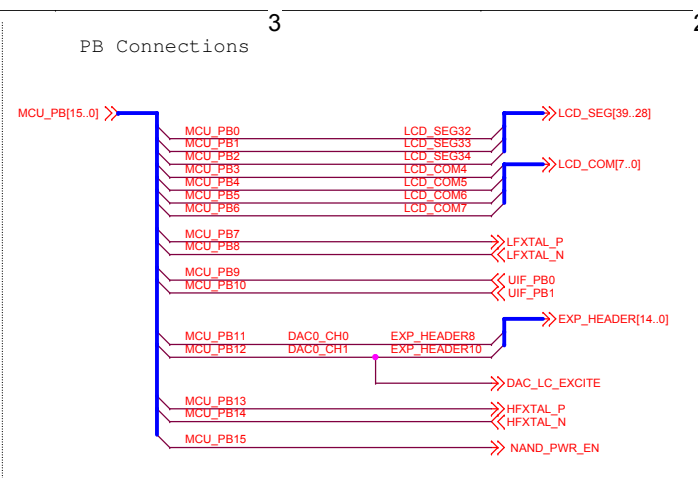 3
PB Connections
MCU_PB[15..0] LCD_SEG[39..28]
MCU_PB0 LCD_SEG32
MCU_PB1 LCD_SEG33
MCU_PB2 LCD_SEG34
MCU_PB3 LCD_COM4 LCD_COM[7..0]
MCU_PB4 LCD_COM5
MCU_PB5 LCD_COM6
MCU_PB6 LCD_COM7
MCU_PB7 LFXTAL_P
MCU_PB8 LFXTAL_N
MCU_PB9 UIF_PB0
MCU_PB10 UIF_PB1
EXP_HEADER[14..0]
MCU_PB11 DAC0_CH0 EXP_HEADER8
MCU_PB12 DAC0_CH1 EXP_HEADER10
DAC_LC_EXCITE
MCU_PB13 HFXTAL_P
MCU_PB14 HFXTAL_N
MCU_PB15 NAND_PWR_EN